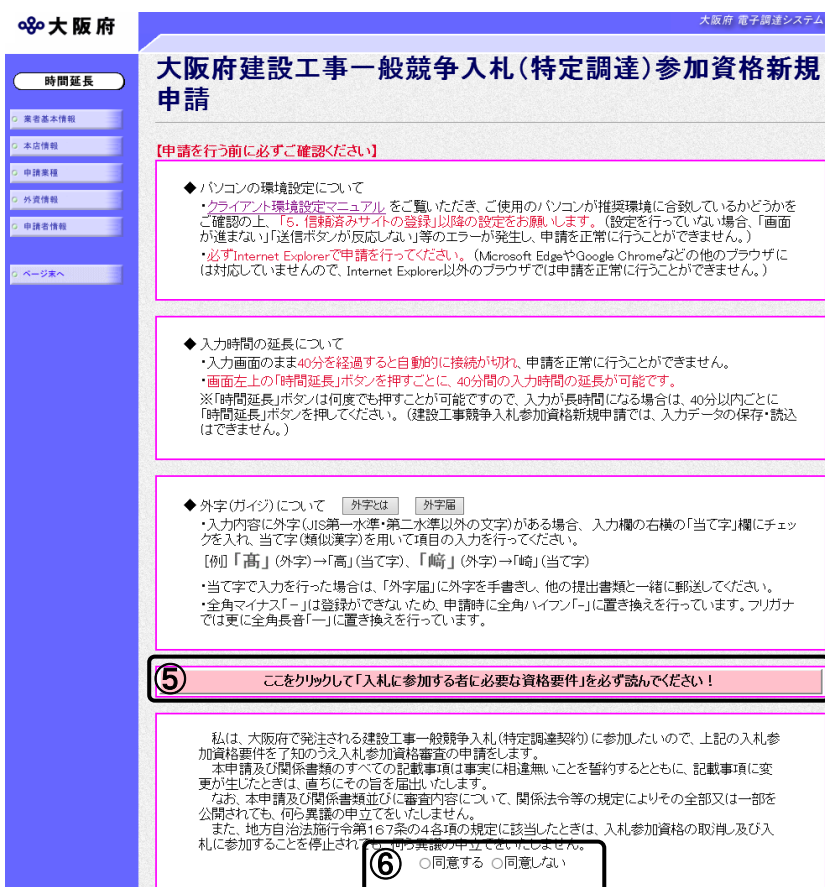 大阪府
大阪府 電子調達システム
時間延長
業者基本情報
本店情報
申請業種
外資情報
申請者情報
ページ末へ
大阪府建設工事一般競争入札(特定調達)参加資格新規
申請
【申請を行う前に必ずご確認ください】
◆ パソコンの環境設定について
・クライアント環境設定マニュアル をご覧いただき、ご使用のパソコンが推奨環境に合致しているかどうかを
ご確認の上、「5. 信頼済みサイトの登録」以降の設定をお願いします。(設定を行っていない場合、「画面
が進まない」「送信ボタンが反応しない」等のエラーが発生し、申請を正常に行うことができません。)
・必ずInternet Explorerで申請を行ってください。(Microsoft EdgeやGoogle Chromeなどの他のブラウザに
は対応していませんので、Internet Explorer以外のブラウザでは申請を正常に行うことができません。)
◆ 入力時間の延長について
・入力画面のまま40分を経過すると自動的に接続が切れ、申請を正常に行うことができません。
・画面左上の「時間延長」ボタンを押すごとに、40分間の入力時間の延長が可能です。
※「時間延長」ボタンは何度でも押すことが可能ですので、入力が長時間になる場合は、40分以内ごとに
「時間延長」ボタンを押してください。(建設工事競争入札参加資格新規申請では、入力データの保存・読込
はできません。)
◆ 外字(ガイジ)について 外字とは 外字届
・入力内容に外字(JIS第一水準・第二水準以外の文字)がある場合、入力欄の右横の「当て字」欄にチェッ
クを入れ、当て字(類似漢字)を用いて項目の入力を行ってください。
[例]「髙」(外字)→「高」(当て字)、「﨑」(外字)→「崎」(当て字)
・当て字で入力を行った場合は、「外字届」に外字を手書きし、他の提出書類と一緒に郵送してください。
・全角マイナス「－」は登録ができないため、申請時に全角ハイフン「‐」に置き換えを行っています。フリガナ
では更に全角長音「ー」に置き換えを行っています。
⑤ ここをクリックして「入札に参加する者に必要な資格要件」を必ず読んでください!
私は、大阪府で発注される建設工事一般競争入札(特定調達契約)に参加したいので、上記の入札参
加資格要件を了知のうえ入札参加資格審査の申請をします。
本申請及び関係書類のすべての記載事項は事実に相違無いことを誓約するとともに、記載事項に変
更が生じたときは、直ちにその旨を届出いたします。
なお、本申請及び関係書類並びに審査内容について、関係法令等の規定によりその全部又は一部を
公開されても、何ら異議の申立てをいたしません。
また、地方自治法施行令第167条の4各項の規定に該当したときは、入札参加資格の取消し及び入
札に参加することを停止されても、何ら異議の申立てをいたしません。
⑥ ○同意する ○同意しない